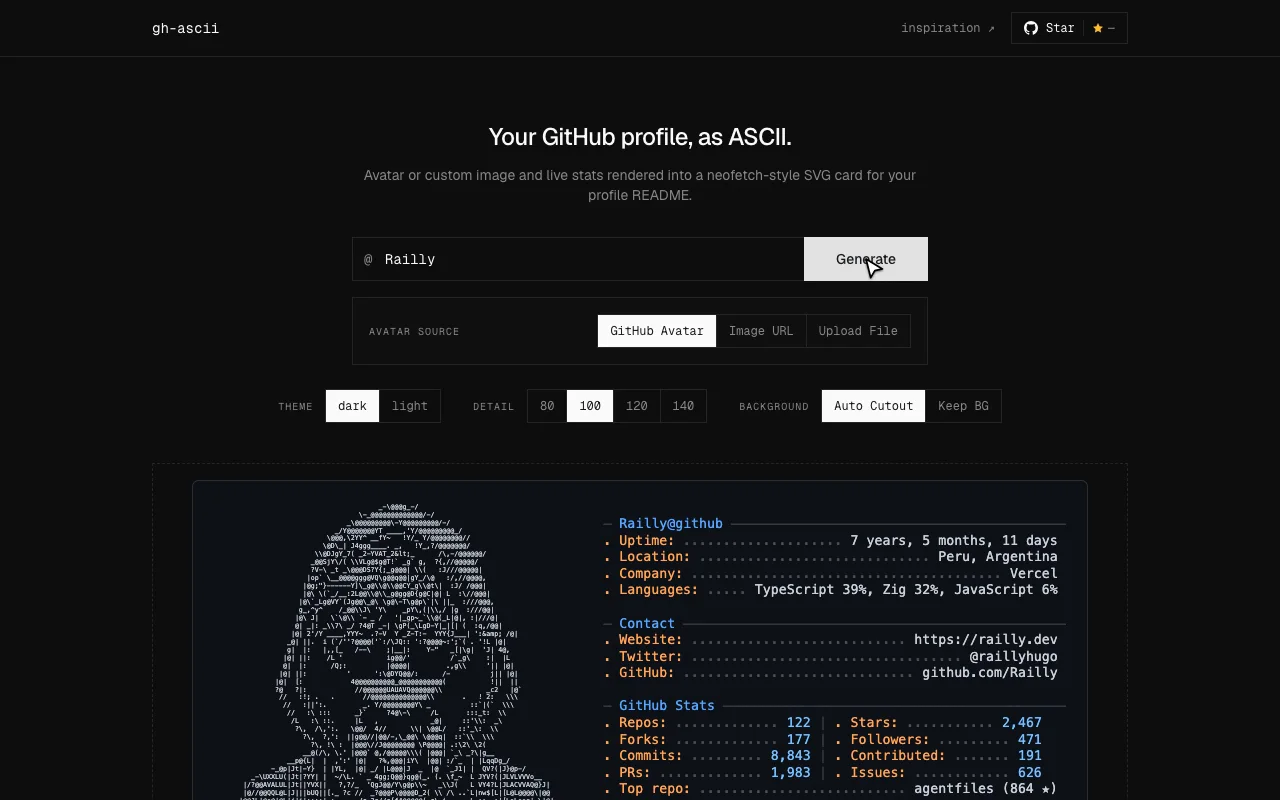 gh-ascii
inspiration ↗
Star
★ –
Your GitHub profile, as ASCII.
Avatar or custom image and live stats rendered into a neofetch-style SVG card for your
profile README.
@ Railly
Generate
AVATAR SOURCE
GitHub Avatar
Image URL
Upload File
THEME
dark
light
DETAIL
80
100
120
140
BACKGROUND
Auto Cutout
Keep BG
— Railly@github
. Uptime: .................... 7 years, 5 months, 11 days
. Location: ............................. Peru, Argentina
. Company: ...................................... Vercel
. Languages: ..... TypeScript 39%, Zig 32%, JavaScript 6%
— Contact
. Website: ........................... https://railly.dev
. Twitter: .................................. @raillyhugo
. GitHub: ............................. github.com/Railly
— GitHub Stats
. Repos: ............. 122 | . Stars: ........... 2,467
. Forks: ............. 177 | . Followers: ......... 471
. Commits: ......... 8,843 | . Contributed: ....... 191
. PRs: ............. 1,983 | . Issues: ............ 626
. Top repo: ......................... agentfiles (864 ★)